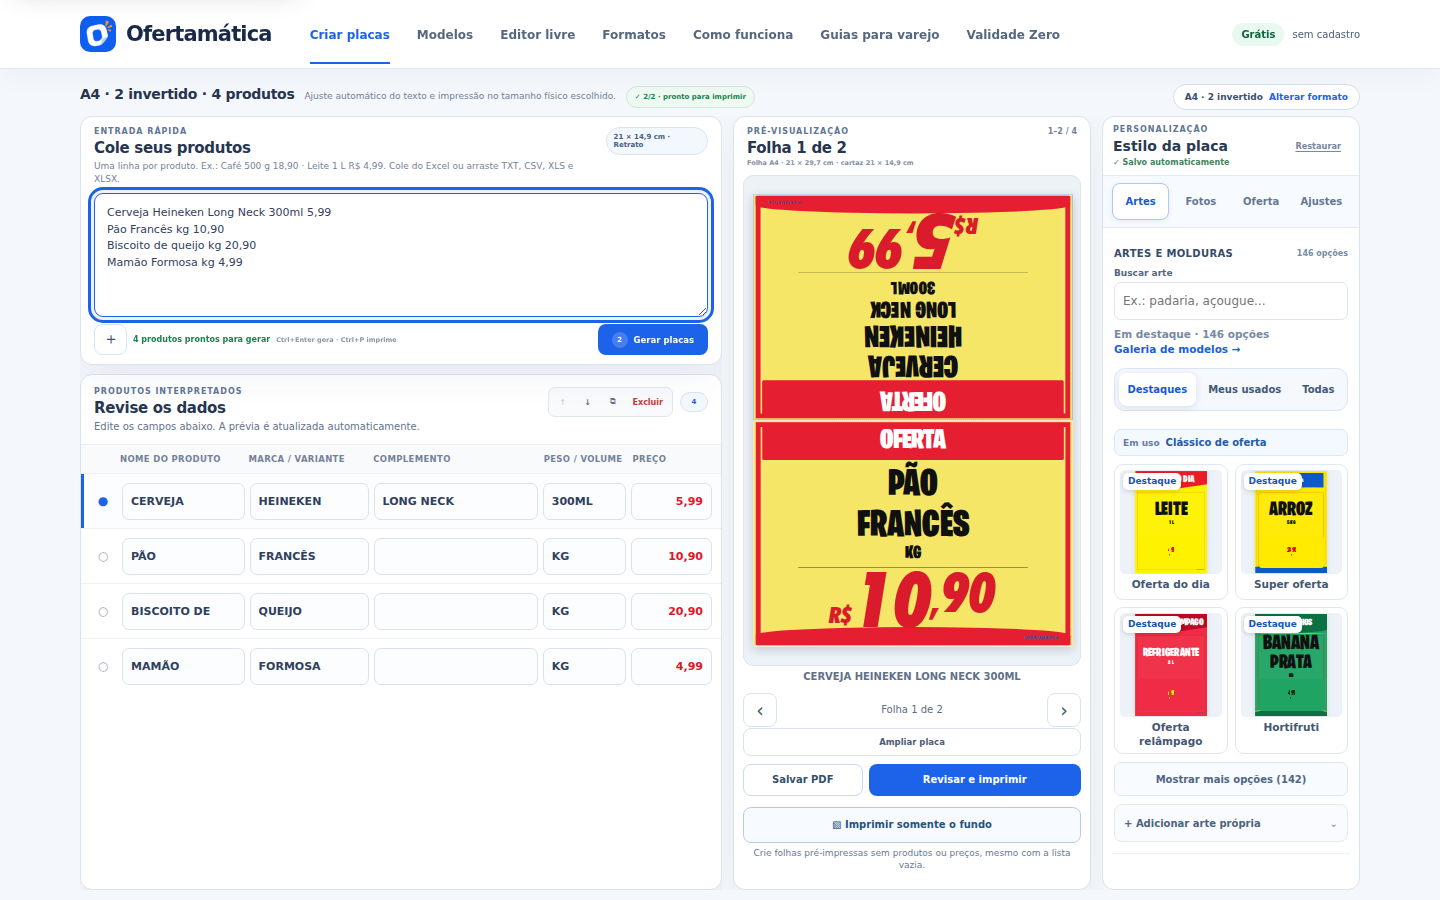 Ofertamática
Criar placas
Modelos
Editor livre
Formatos
Como funciona
Guias para varejo
Validade Zero
Grátis
sem cadastro
A4 · 2 invertido · 4 produtos
Ajuste automático do texto e impressão no tamanho físico escolhido.
✓ 2/2 · pronto para imprimir
A4 · 2 invertido Alterar formato
ENTRADA RÁPIDA
Cole seus produtos
Uma linha por produto. Ex.: Café 500 g 18,90 · Leite 1 L R$ 4,99. Cole do Excel ou arraste TXT, CSV, XLS e
XLSX.
21 × 14,9 cm ·
Retrato
Cerveja Heineken Long Neck 300ml 5,99
Pão Francês kg 10,90
Biscoito de queijo kg 20,90
Mamão Formosa kg 4,99
+
4 produtos prontos para gerar
Ctrl+Enter gera · Ctrl+P imprime
2 Gerar placas
PRODUTOS INTERPRETADOS
Revise os dados
Edite os campos abaixo. A prévia é atualizada automaticamente.
↑ ↓ ⧉ Excluir
4
NOME DO PRODUTO MARCA / VARIANTE COMPLEMENTO PESO / VOLUME PREÇO
CERVEJA HEINEKEN LONG NECK 300ML 5,99
PÃO FRANCÊS KG 10,90
BISCOITO DE QUEIJO KG 20,90
MAMÃO FORMOSA KG 4,99
PRÉ-VISUALIZAÇÃO
1–2 / 4
Folha 1 de 2
Folha A4 · 21 × 29,7 cm · cartaz 21 × 14,9 cm
R$ 5,99
300ML
LONG NECK
HEINEKEN
CERVEJA
OFERTA
OFERTA
PÃO
FRANCÊS
KG
R$ 10,90
CERVEJA HEINEKEN LONG NECK 300ML
‹
Folha 1 de 2
›
Ampliar placa
Salvar PDF
Revisar e imprimir
▧ Imprimir somente o fundo
Crie folhas pré-impressas sem produtos ou preços, mesmo com a lista
vazia.
PERSONALIZAÇÃO
Estilo da placa
✓ Salvo automaticamente
Restaurar
Artes
Fotos
Oferta
Ajustes
ARTES E MOLDURAS
146 opções
Buscar arte
Ex.: padaria, açougue...
Em destaque · 146 opções
Galeria de modelos →
Destaques
Meus usados
Todas
Em uso Clássico de oferta
Destaque
DIA
LEITE
1 L
Oferta do dia
Destaque
ARROZ
5KG
Super oferta
Destaque
REFRIGERANTE
2 L
Oferta
relâmpago
Destaque
BANANA
PRATA
Hortifruti
Mostrar mais opções (142)
+ Adicionar arte própria
⌄